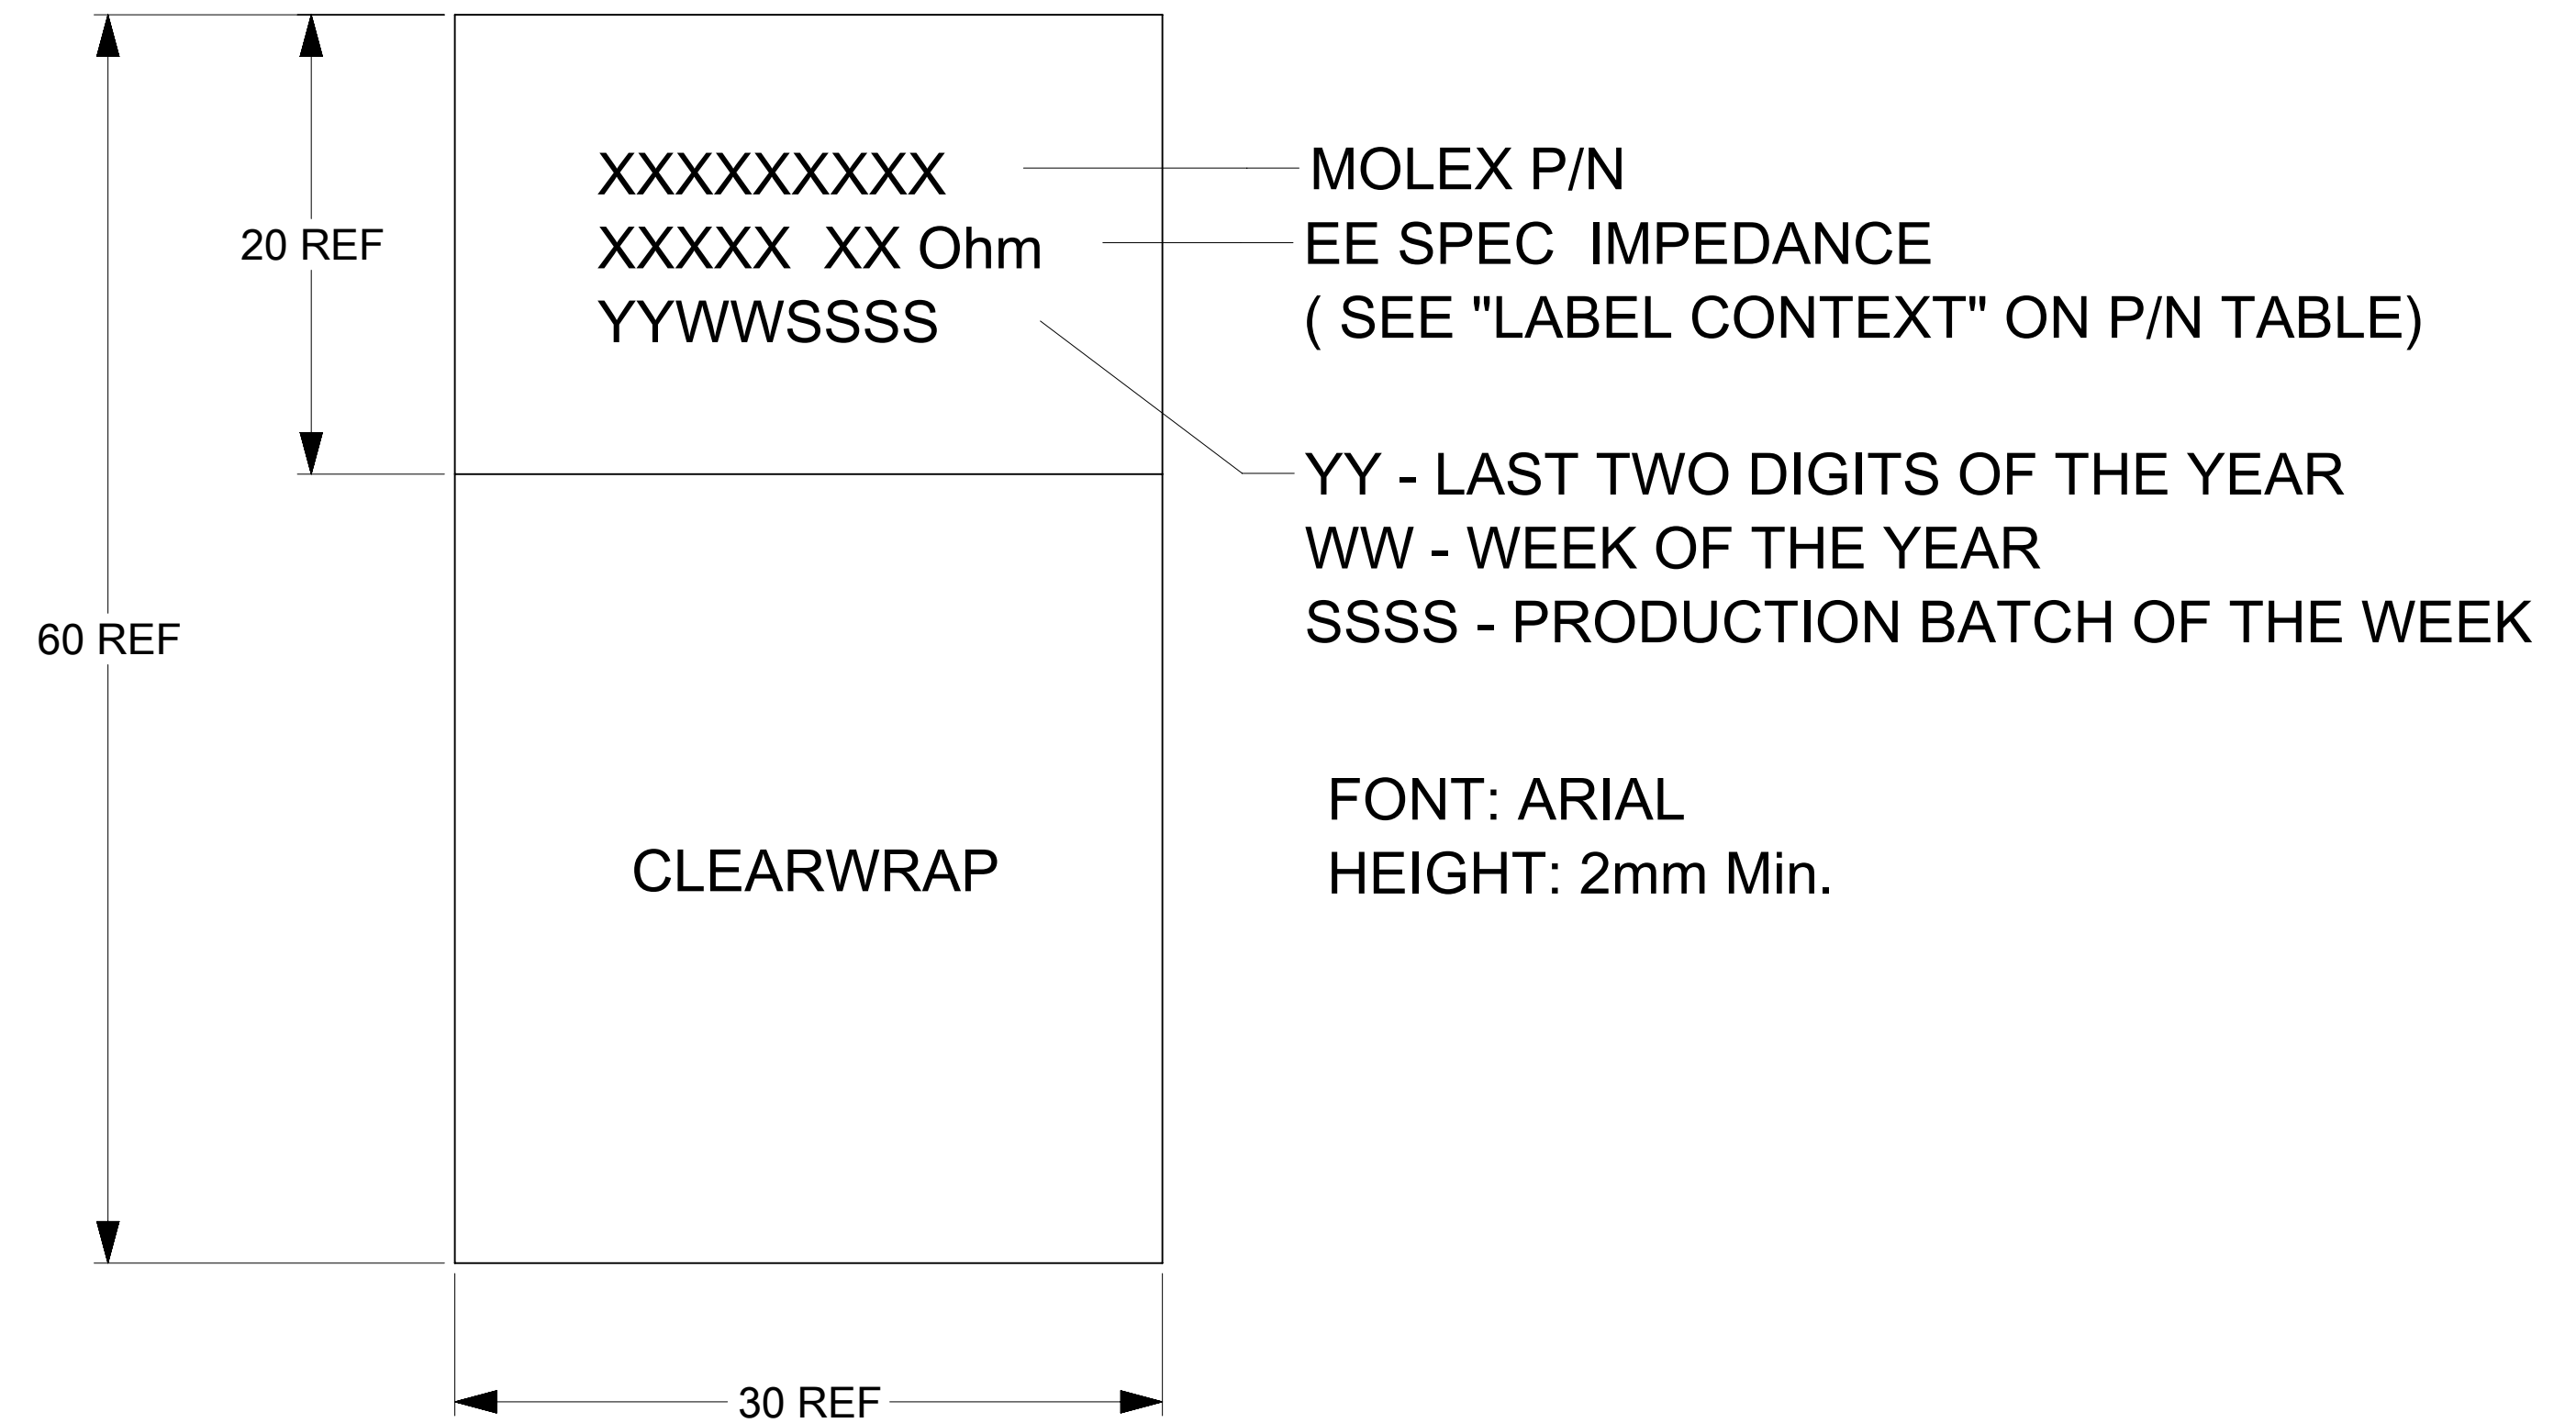 XXXXXXXXX
XXXXX  XX Ohm
YYWWSSSS
MOLEX P/N
EE SPEC  IMPEDANCE
( SEE "LABEL CONTEXT" ON P/N TABLE)
YY - LAST TWO DIGITS OF THE YEAR
WW - WEEK OF THE YEAR
SSSS - PRODUCTION BATCH OF THE WEEK
20 REF
60 REF
FONT: ARIAL
HEIGHT: 2mm Min.
CLEARWRAP
30 REF